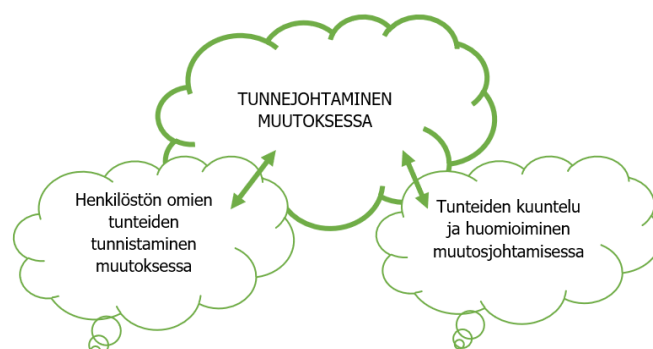 TUNNEJOHTAMINEN
MUUTOKSESSA
Henkilöstön omien
tunteiden
tunnistaminen
muutoksessa
Tunteiden kuuntelu
ja huomioiminen
muutosjohtamisessa